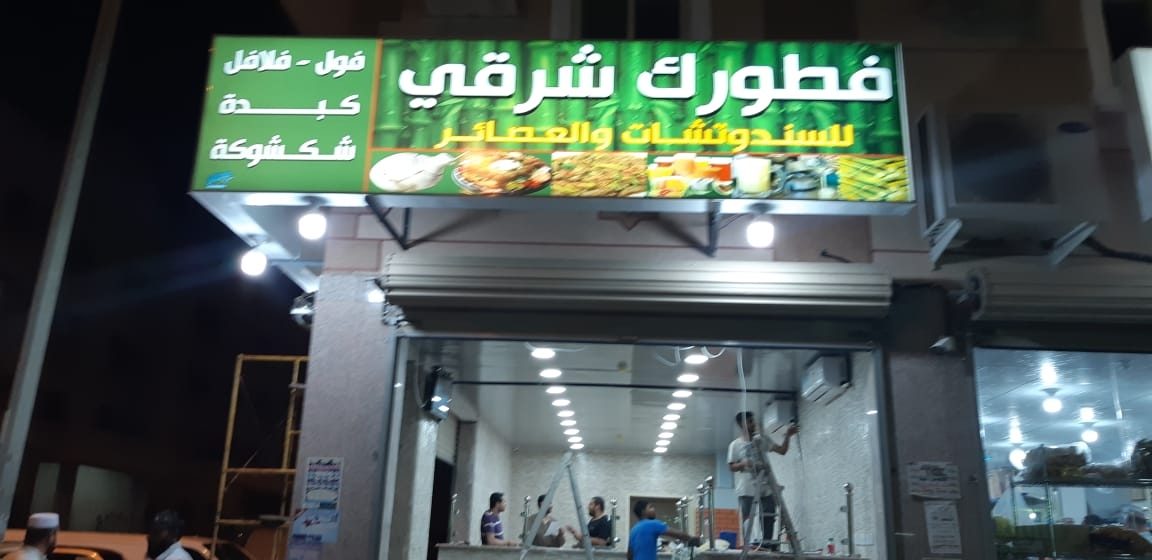 فطورك شرقي
للسندوتشات والعصائر
فول - فلافل
كبدة
شكشوكة